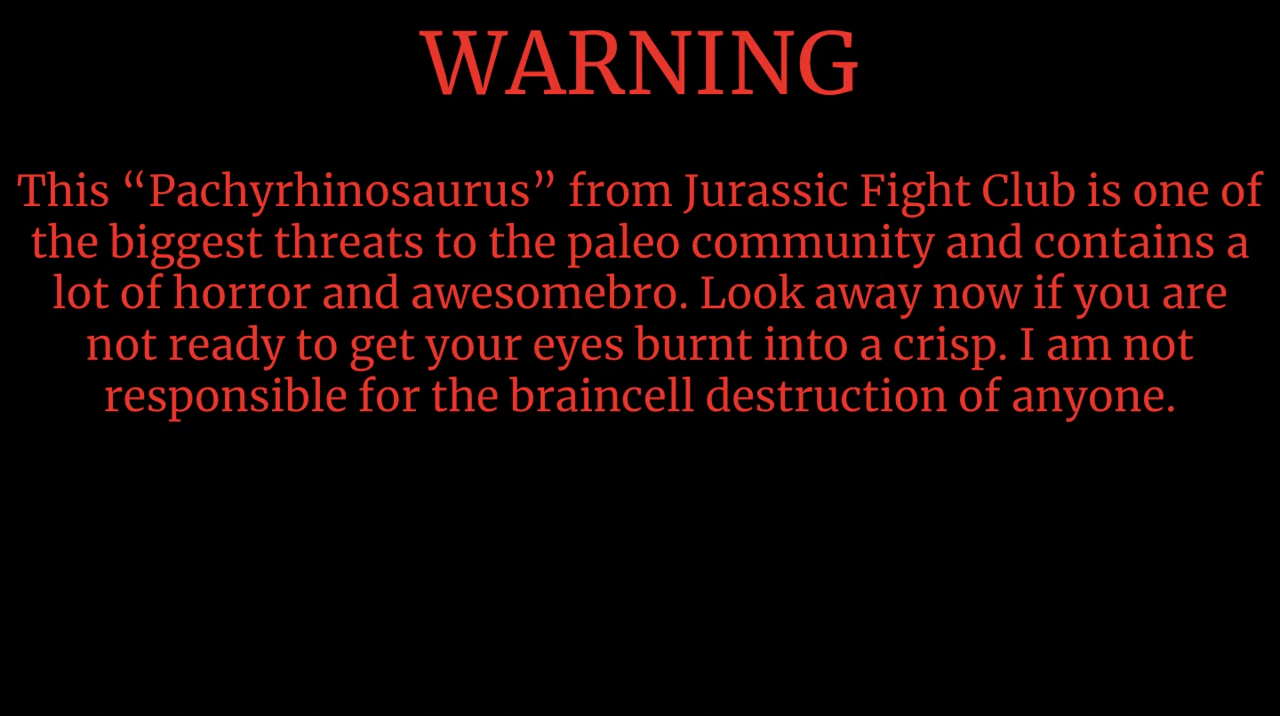 WARNING
This “Pachyrhinosaurus” from Jurassic Fight Club is one of
the biggest threats to the paleo community and contains a
lot of horror and awesomebro. Look away now if you are
not ready to get your eyes burnt into a crisp. I am not
responsible for the braincell destruction of anyone.